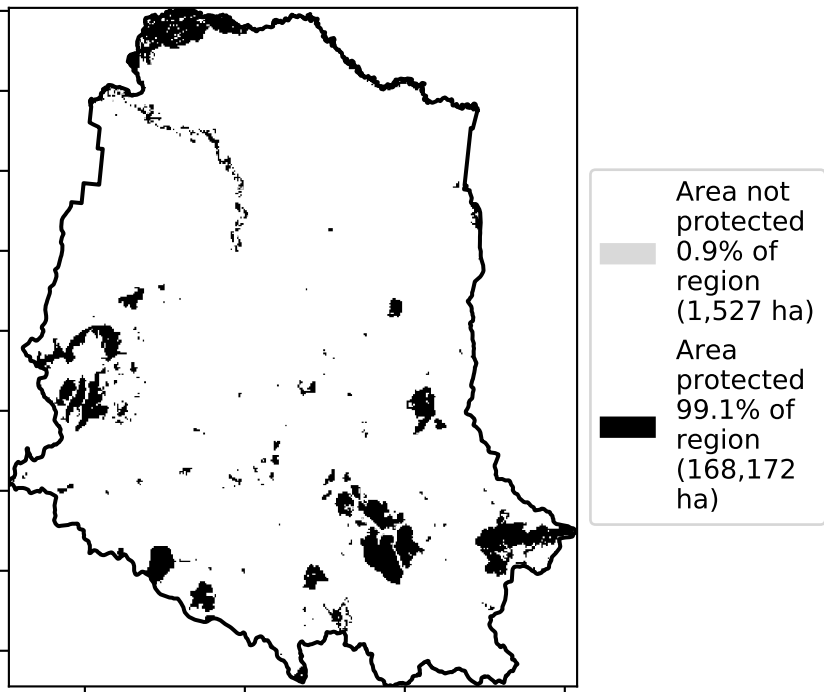 Area not
protected
0.9% of
region
(1,527 ha)
Area
protected
99.1% of
region
(168,172
ha)